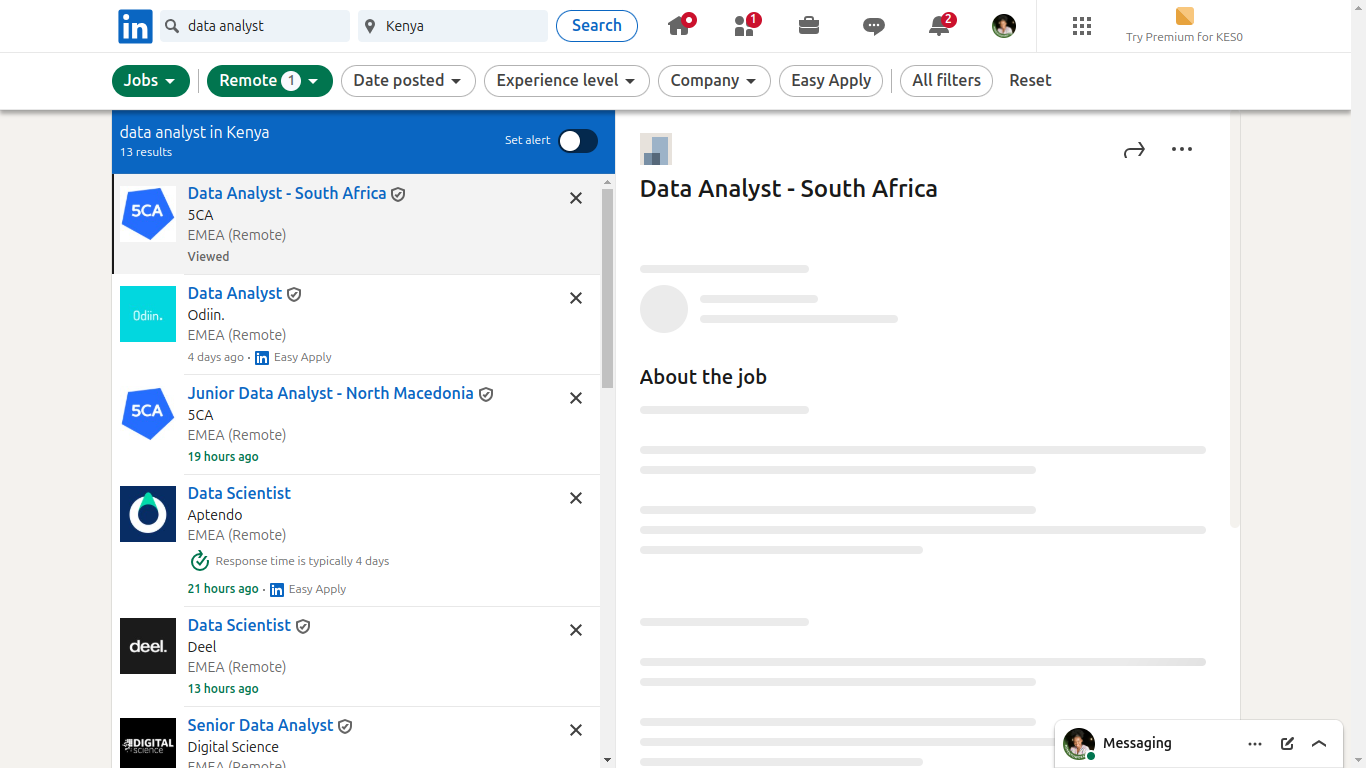 in
data analyst
Kenya
Search
1
2
Try Premium for KES0
Jobs
Remote 1
Date posted
Experience level
Company
Easy Apply
All filters
Reset
data analyst in Kenya
13 results
Set alert
5CA
Data Analyst - South Africa
5CA
EMEA (Remote)
Viewed
Odiin.
Data Analyst
Odiin.
EMEA (Remote)
4 days ago · in Easy Apply
5CA
Junior Data Analyst - North Macedonia
5CA
EMEA (Remote)
19 hours ago
Data Scientist
Aptendo
EMEA (Remote)
Response time is typically 4 days
21 hours ago · in Easy Apply
deel.
Data Scientist
Deel
EMEA (Remote)
13 hours ago
DIGITAL
science
Senior Data Analyst
Digital Science
EMEA (Remote)
Data Analyst - South Africa
About the job
Messaging